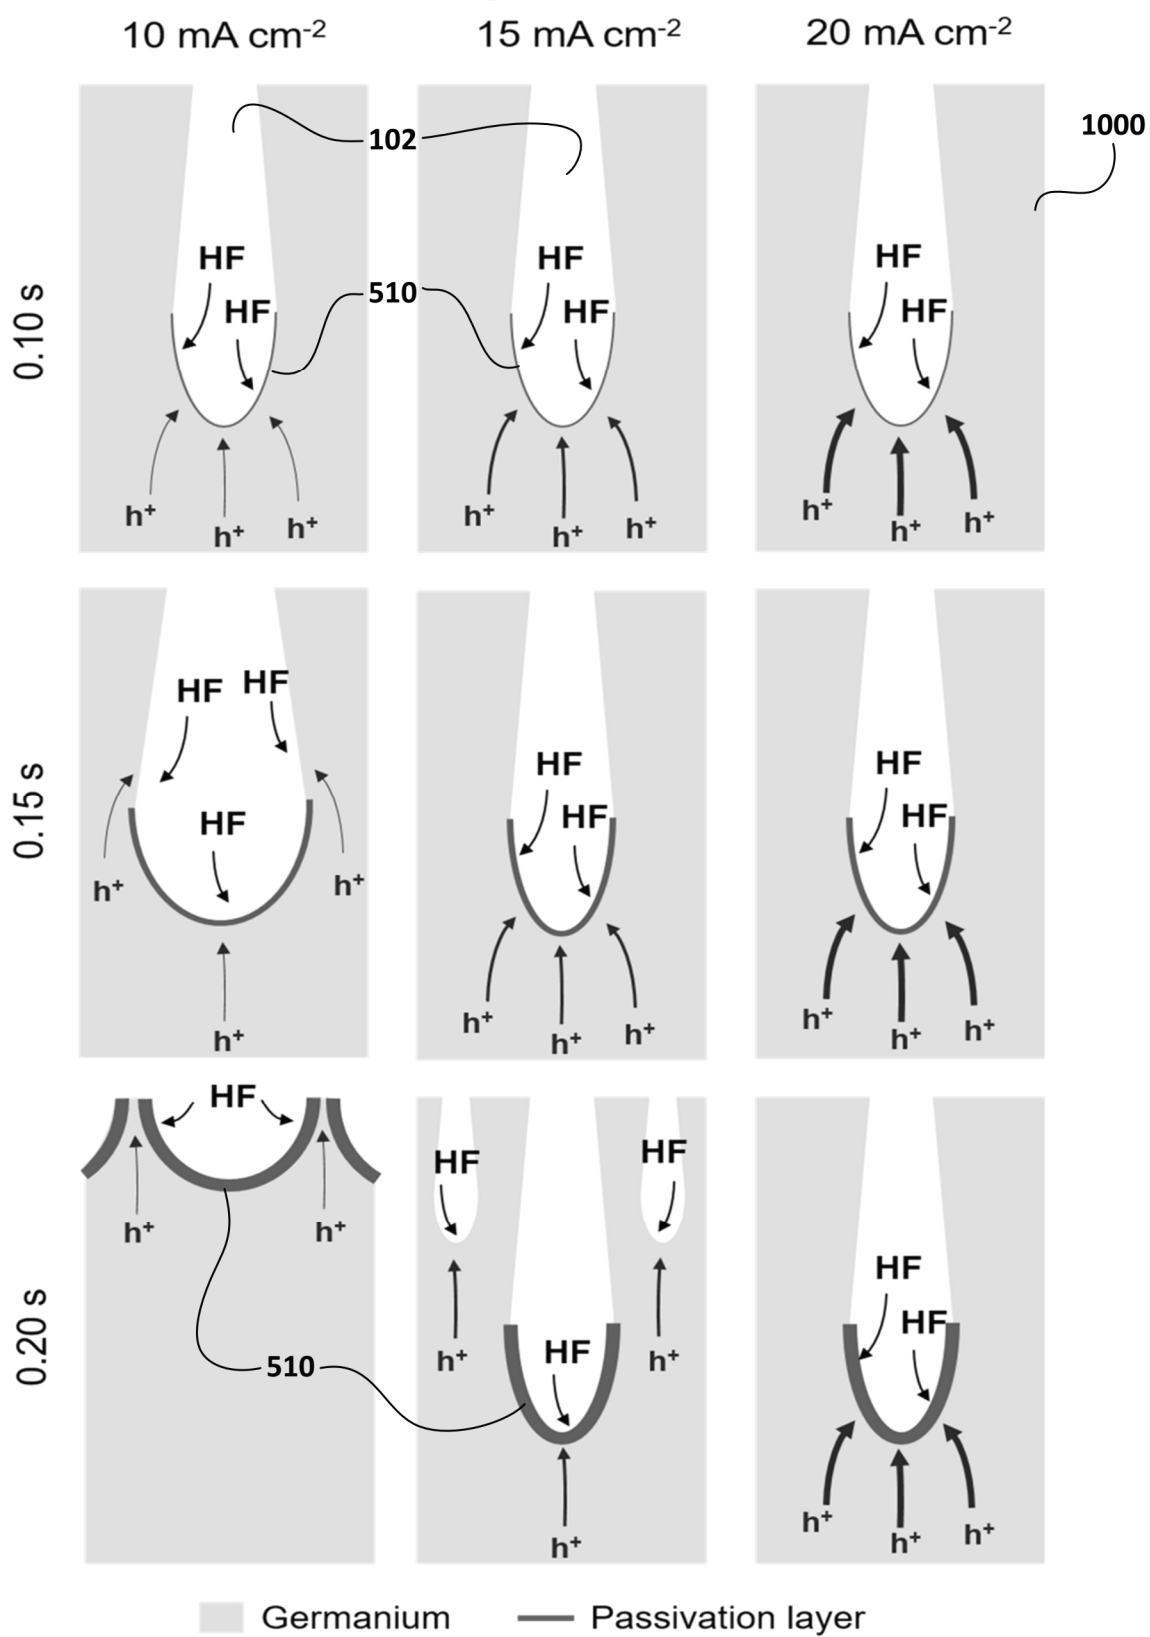 10 mA cm-2 15 mA cm-2 20 mA cm-2
102
1000
HF HF HF
510
HF HF HF
0.10 s
h+ h+ h+ h+ h+ h+ h+ h+ h+
HF HF
HF HF
HF HF HF
0.15 s
h+ h+
h+ h+ h+ h+ h+ h+ h+
HF
HF HF
h+ h+
HF
HF HF
0.20 s
h+ h+
510
h+ h+ h+ h+
Germanium Passivation layer